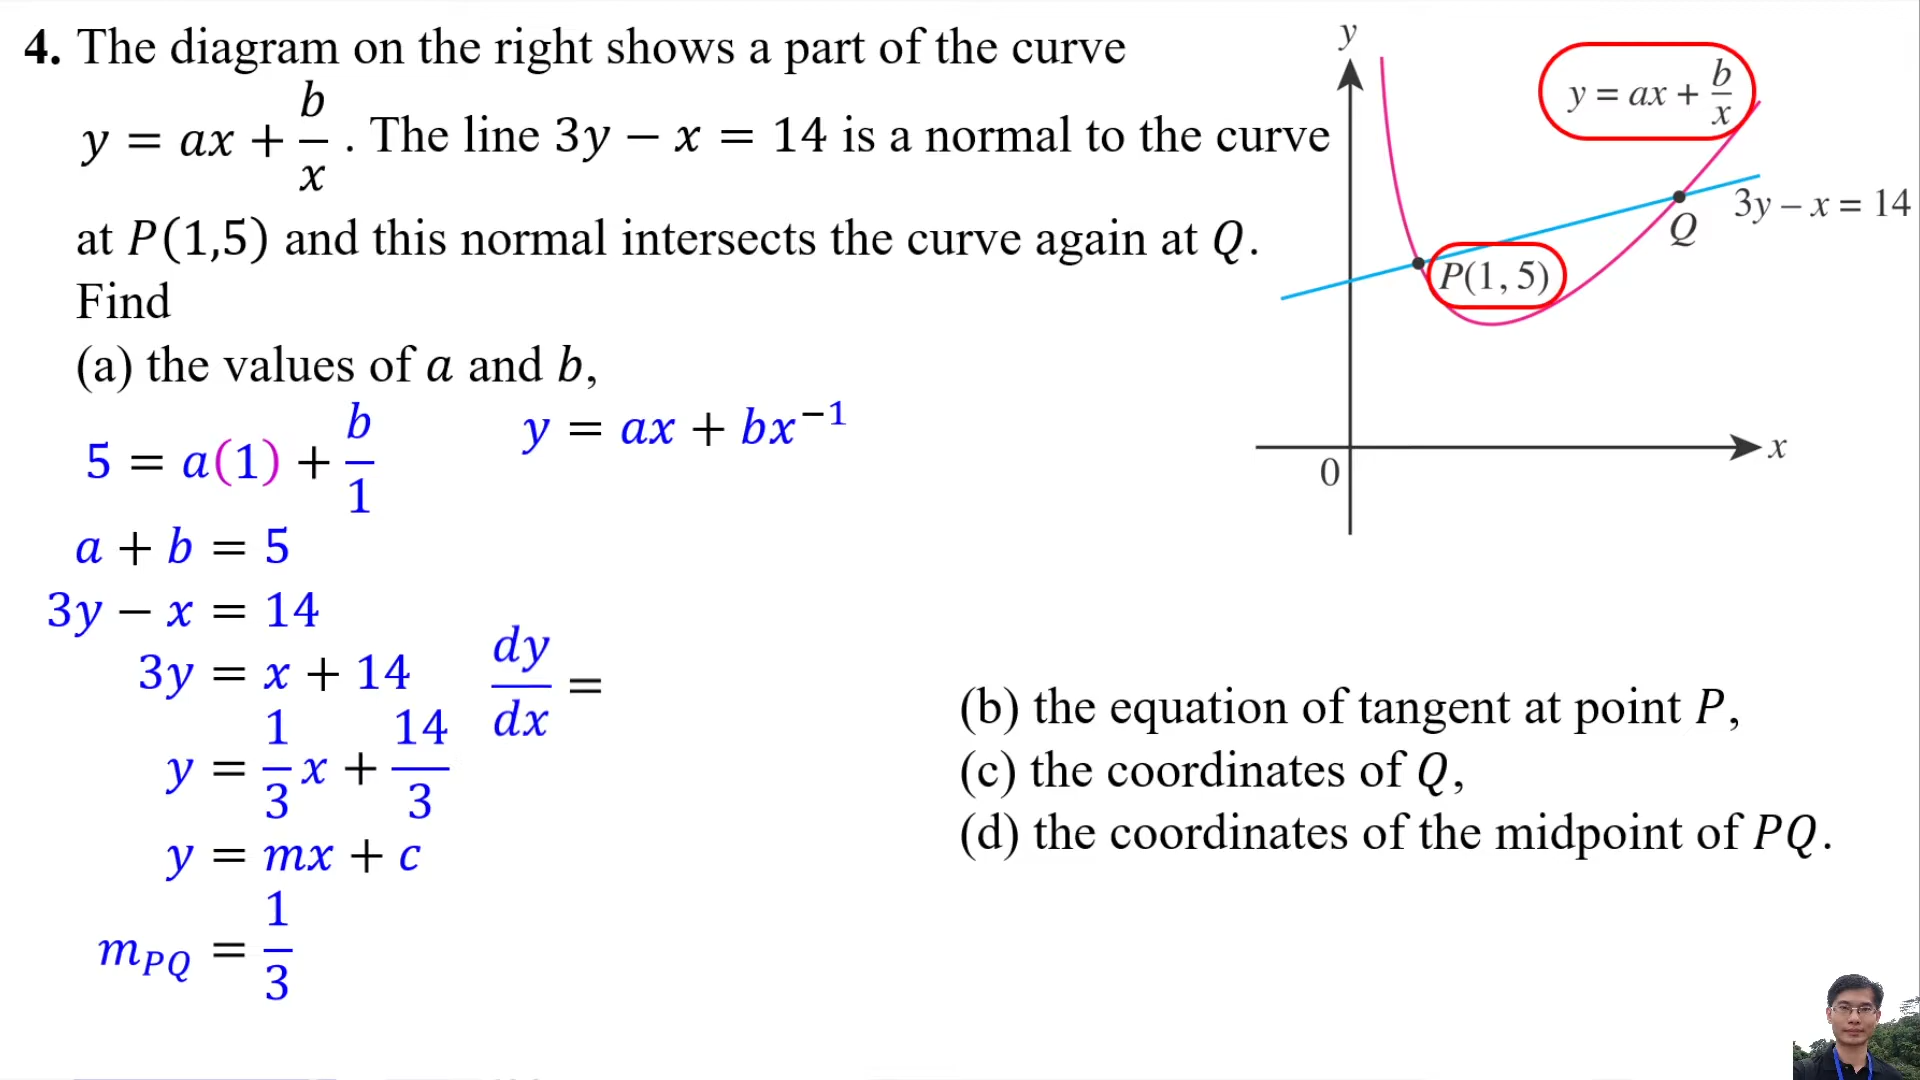 4. The diagram on the right shows a part of the curve
y = ax + b/x . The line 3y − x = 14 is a normal to the curve
at P(1,5) and this normal intersects the curve again at Q.
Find
(a) the values of a and b,
5 = a(1) + b/1
a + b = 5
3y − x = 14
3y = x + 14
y = 1/3 x + 14/3
y = mx + c
m_PQ = 1/3
y = ax + bx⁻¹
dy/dx =
(b) the equation of tangent at point P,
(c) the coordinates of Q,
(d) the coordinates of the midpoint of PQ.
y
y = ax + b/x
3y – x = 14
Q
P(1, 5)
x
0